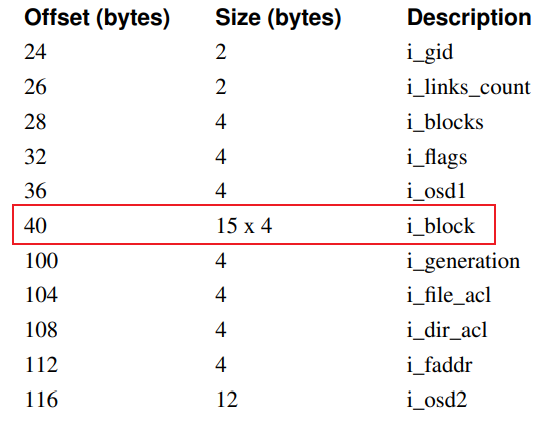 Offset (bytes) Size (bytes) Description
24 2 i_gid
26 2 i_links_count
28 4 i_blocks
32 4 i_flags
36 4 i_osd1
40 15 x 4 i_block
100 4 i_generation
104 4 i_file_acl
108 4 i_dir_acl
112 4 i_faddr
116 12 i_osd2